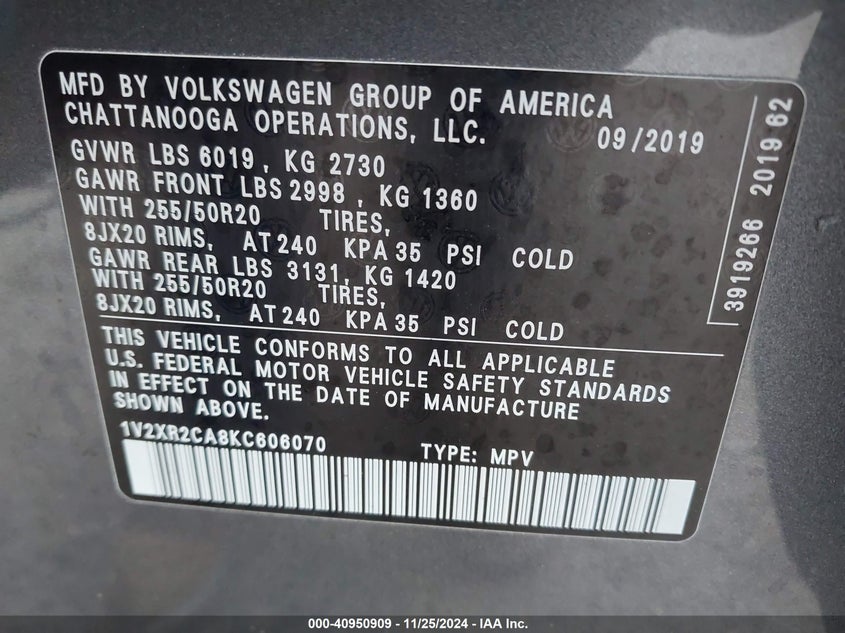 MFD BY VOLKSWAGEN GROUP OF AMERICA
CHATTANOOGA OPERATIONS, LLC.
09/2019
GVWR LBS 6019, KG 2730
GAWR FRONT LBS 2998, KG 1360
WITH 255/50R20 TIRES,
8JX20 RIMS, AT 240 KPA 35 PSI COLD
GAWR REAR LBS 3131, KG 1420
WITH 255/50R20 TIRES,
8JX20 RIMS, AT 240 KPA 35 PSI COLD
THIS VEHICLE CONFORMS TO ALL APPLICABLE
U.S. FEDERAL MOTOR VEHICLE SAFETY STANDARDS
IN EFFECT ON THE DATE OF MANUFACTURE
SHOWN ABOVE.
1V2XR2CA8KC606070 TYPE: MPV
3919266 2019 62
000-40950909 - 11/25/2024 - IAA Inc.